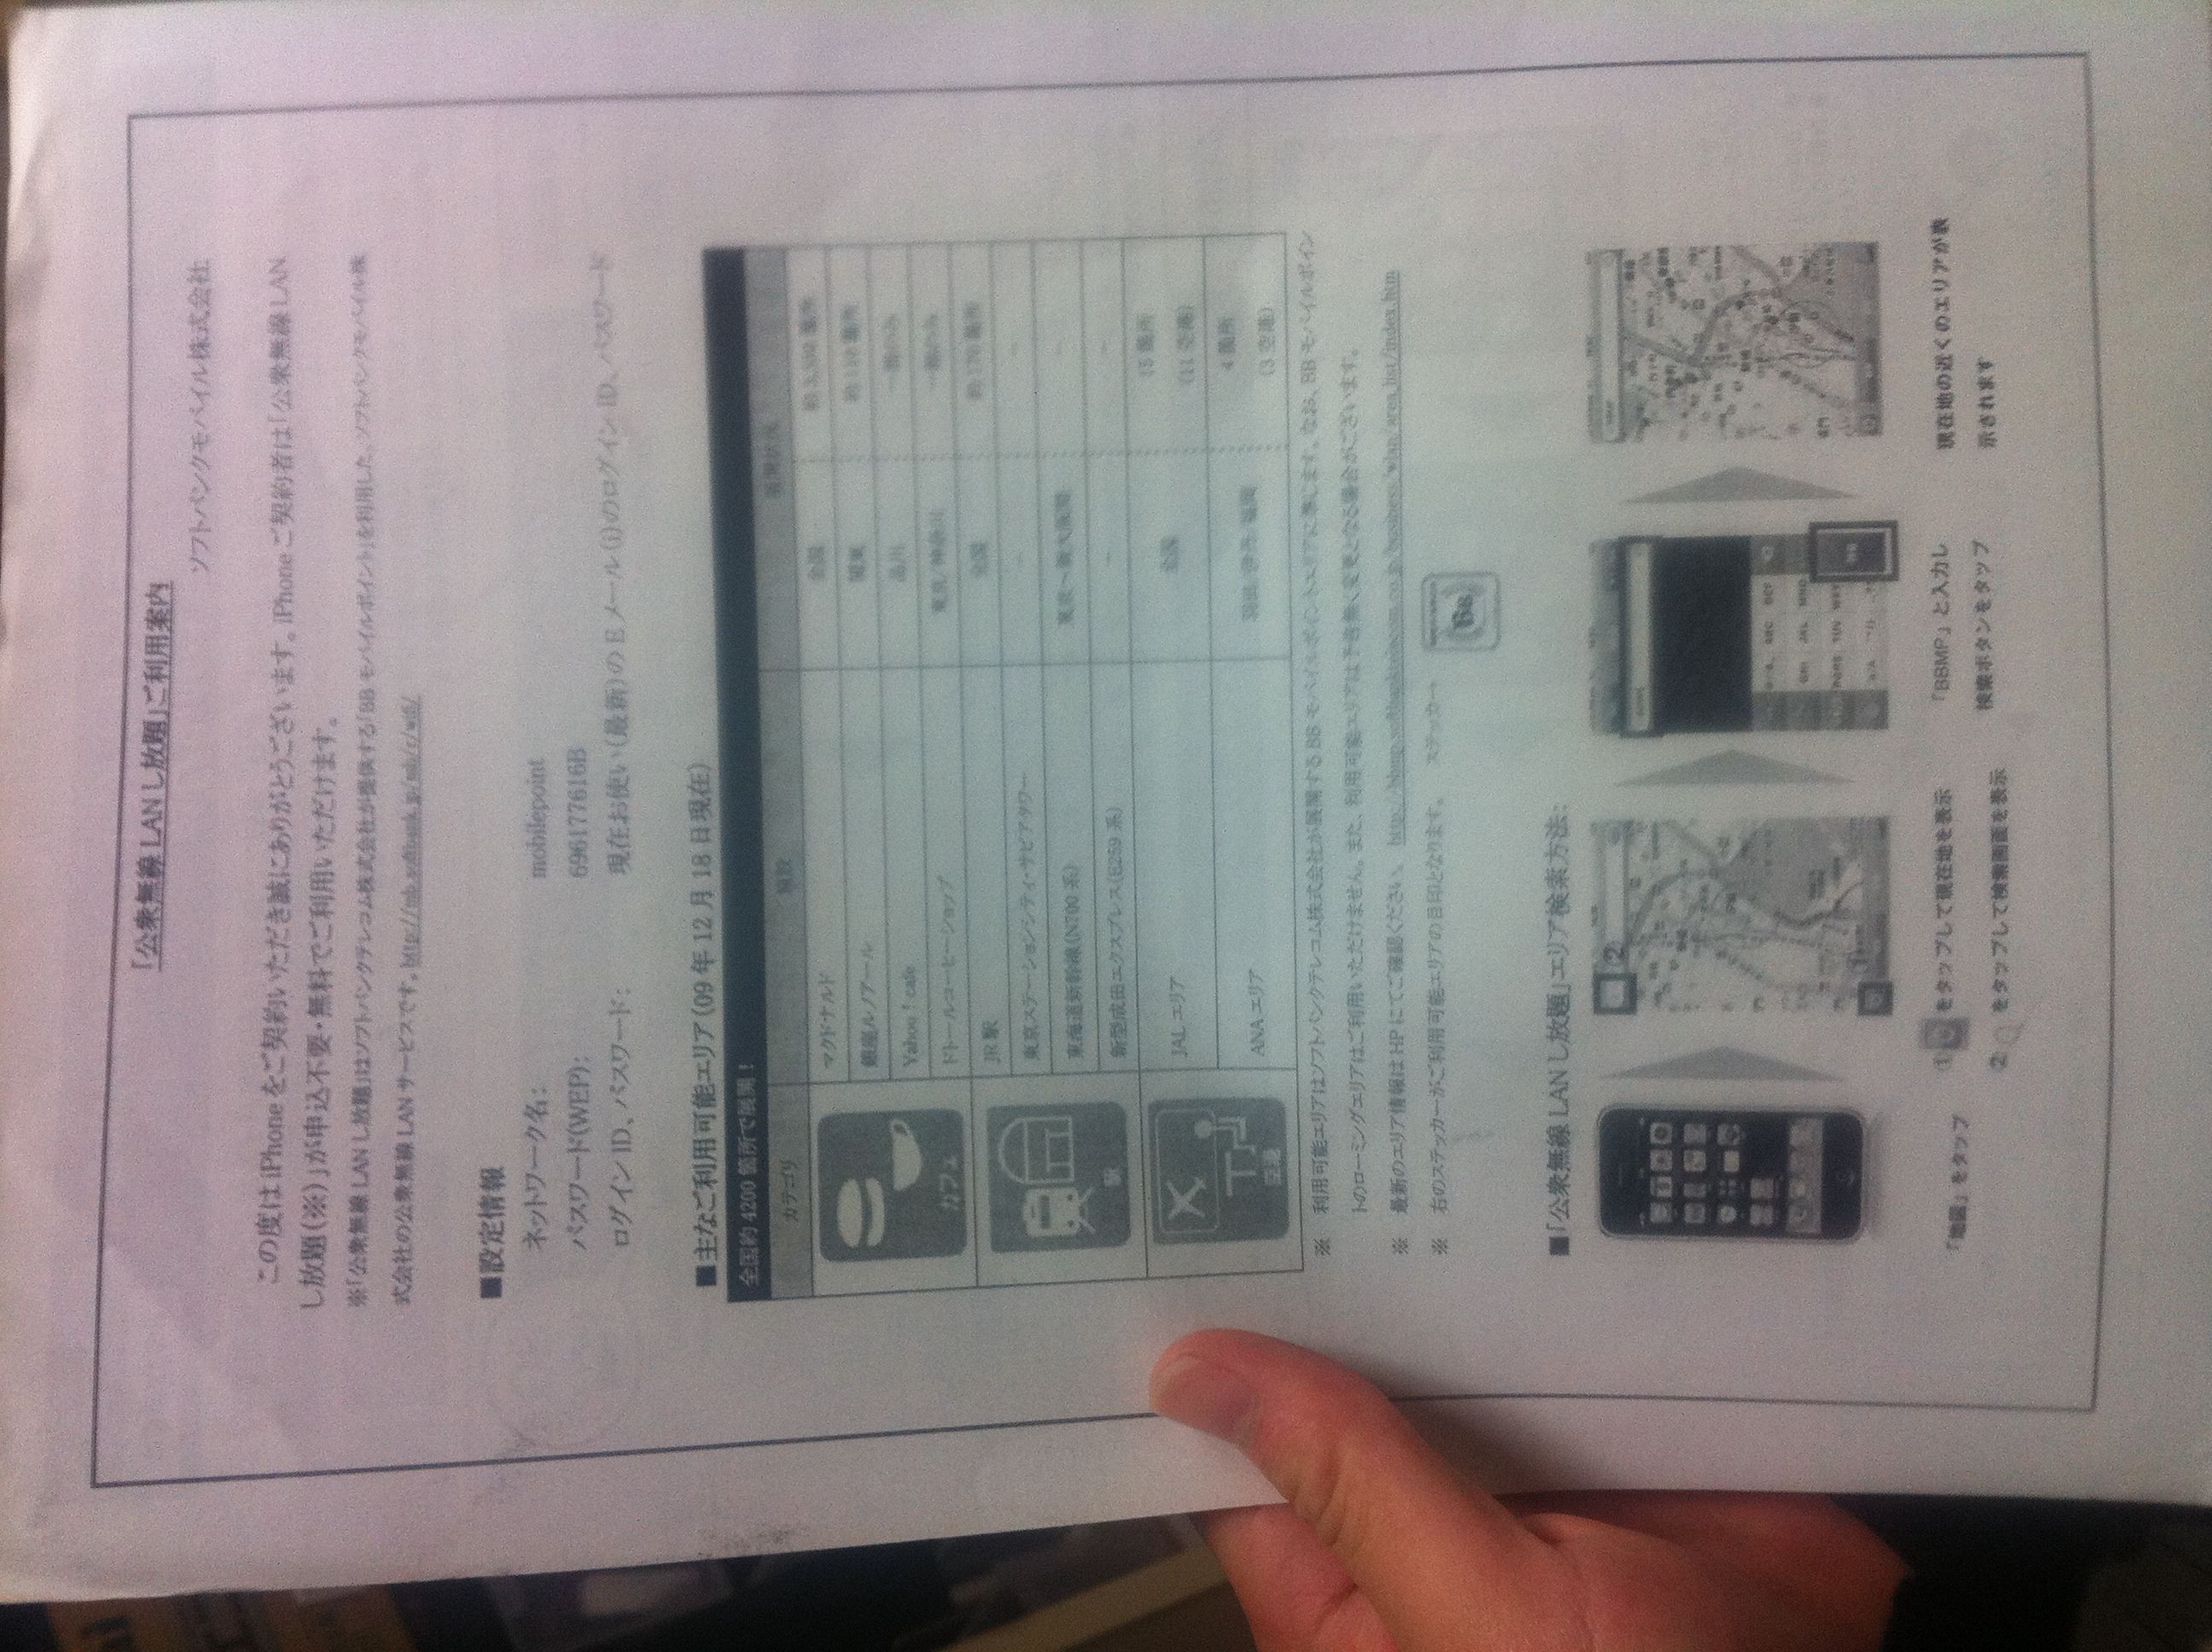 「公衆無線 LAN し放題」ご利用案内
ソフトバンクモバイル株式会社
この度は iPhone をご契約いただき誠にありがとうございます。iPhone ご契約者は「公衆無線 LAN
し放題(※)」が申込不要・無料でご利用いただけます。
※「公衆無線 LAN し放題」はソフトバンクテレコム株式会社が提供する「BB モバイルポイント」を利用した、ソフトバンクモバイル株
式会社の公衆無線 LAN サービスです。http://mb.softbank.jp/mb/r/wifi/
■設定情報
ネットワーク名: mobilepoint
パスワード(WEP): 696177616B
ログイン ID、パスワード: 現在お使い(最新)の E メール(i)のログイン ID、パスワード
■主なご利用可能エリア(09 年 12 月 18 日現在)
全国約 4200 箇所で展開!
カテゴリ 施設 展開状況
カフェ
マクドナルド 全国
銀座ルノアール 関東
Yahoo!cafe 品川 一部のみ
ドトールコーヒーショップ 東京/神奈川 一部のみ
駅
JR 駅 全国 約 170 箇所
東京ステーションシティ・サピアタワー － －
東海道新幹線(N700 系) 東京～新大阪間 －
新型成田エクスプレス(E259 系) － －
空港
JAL エリア 全国 15 箇所
(11 空港)
ANA エリア 羽田/伊丹/福岡 4 箇所
(3 空港)
※ 利用可能エリアはソフトバンクテレコム株式会社が展開する BB モバイルポイントエリアに準じます。なお、BB モバイルポイン
トのローミングエリアはご利用いただけません。また、利用可能エリアは予告無く変更となる場合がございます。
※ 最新のエリア情報は HP にてご確認ください。 http://bbmp.softbanktelecom.co.jp/business/wlan/area_list/index.htm
※ 右のステッカーがご利用可能エリアの目印となります。 ステッカー→
■「公衆無線 LAN し放題」エリア検索方法:
②
「地図」をタップ
① をタップして現在地を表示
② をタップして検索画面を表示
「BBMP」と入力し
検索ボタンをタップ
現在地の近くのエリアが表
示されます